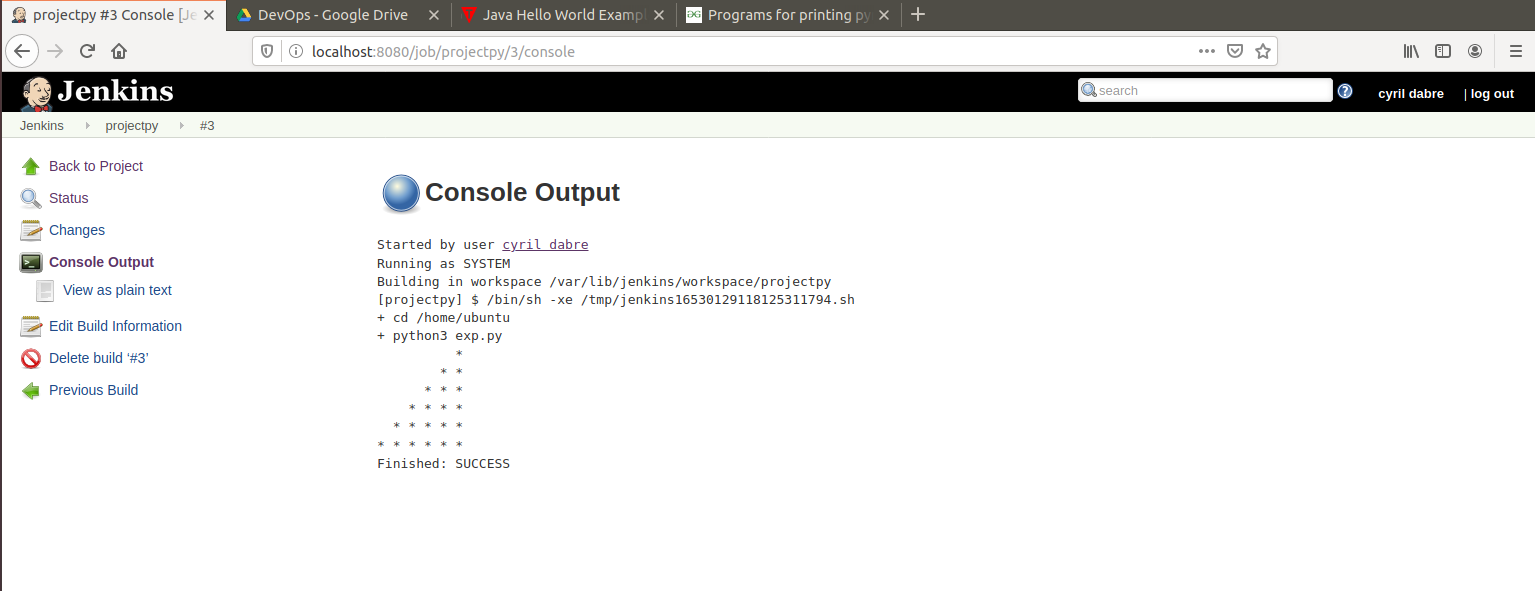 projectpy #3 Console [Je
DevOps - Google Drive
Java Hello World Exampl
Programs for printing py
localhost:8080/job/projectpy/3/console
Jenkins
search
cyril dabre
| log out
Jenkins
projectpy
#3
Back to Project
Status
Changes
Console Output
View as plain text
Edit Build Information
Delete build ‘#3’
Previous Build
Console Output
Started by user cyril dabre
Running as SYSTEM
Building in workspace /var/lib/jenkins/workspace/projectpy
[projectpy] $ /bin/sh -xe /tmp/jenkins16530129118125311794.sh
+ cd /home/ubuntu
+ python3 exp.py
          *
        * *
      * * *
    * * * *
  * * * * *
* * * * * *
Finished: SUCCESS